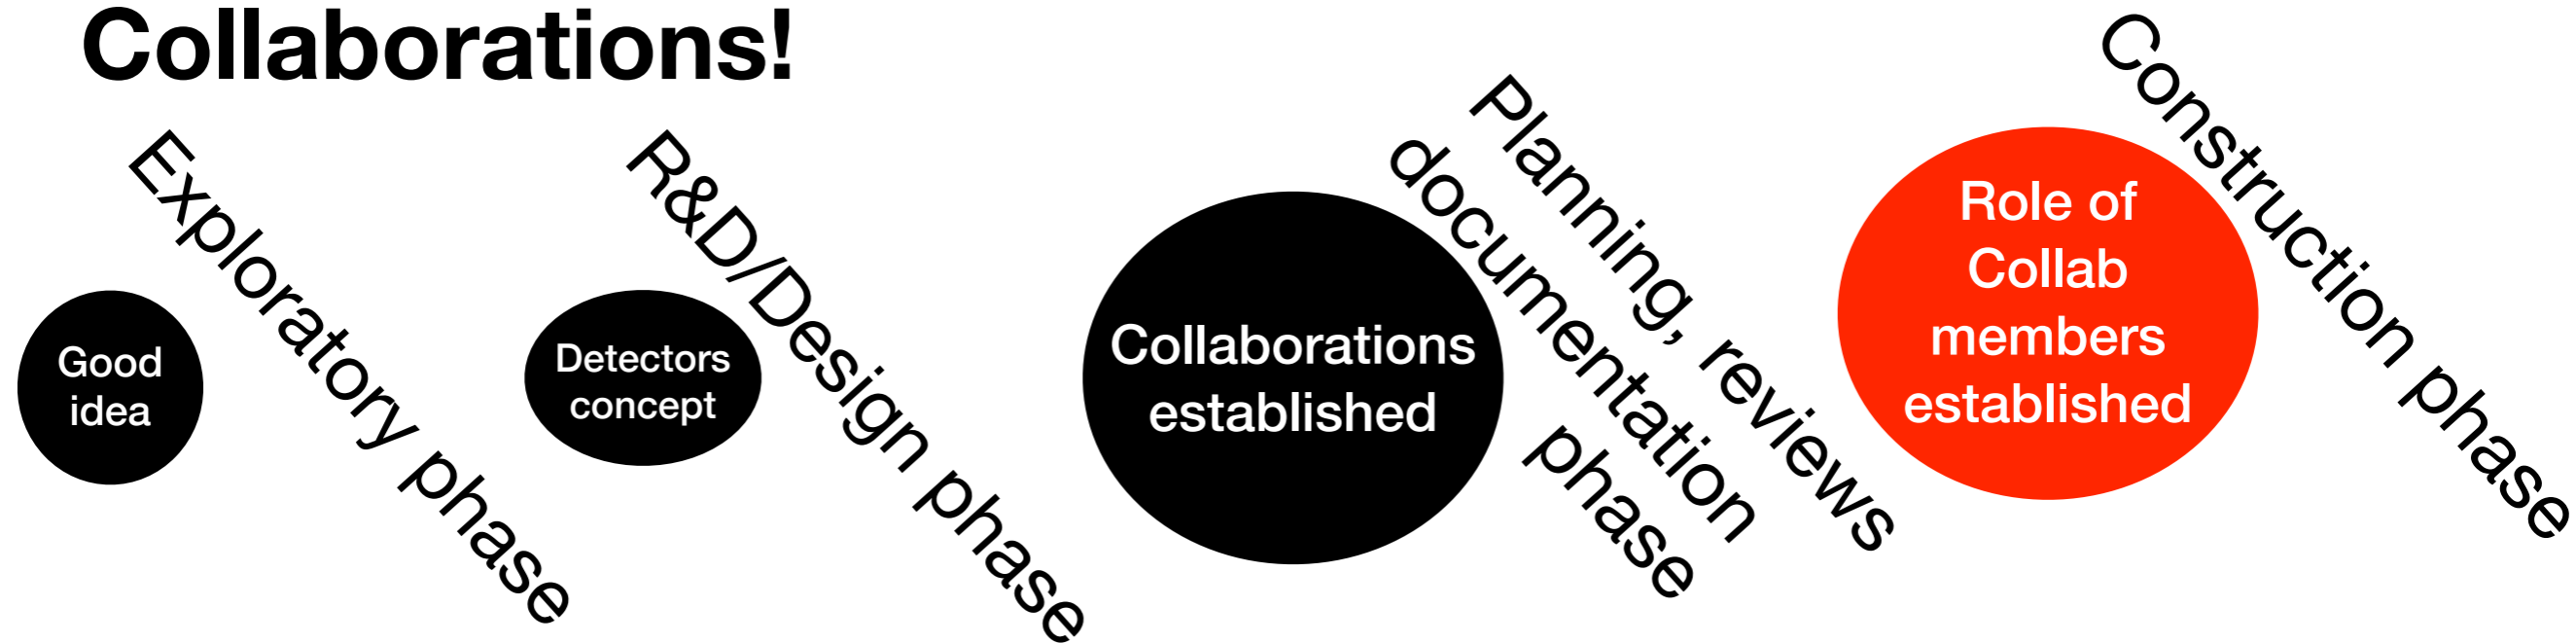 Collaborations!
Good
idea
Exploratory phase
Detectors
concept
R&D/Design phase
Collaborations
established
Planning, reviews
documentation
phase
Role of
Collab
members
established
Construction phase